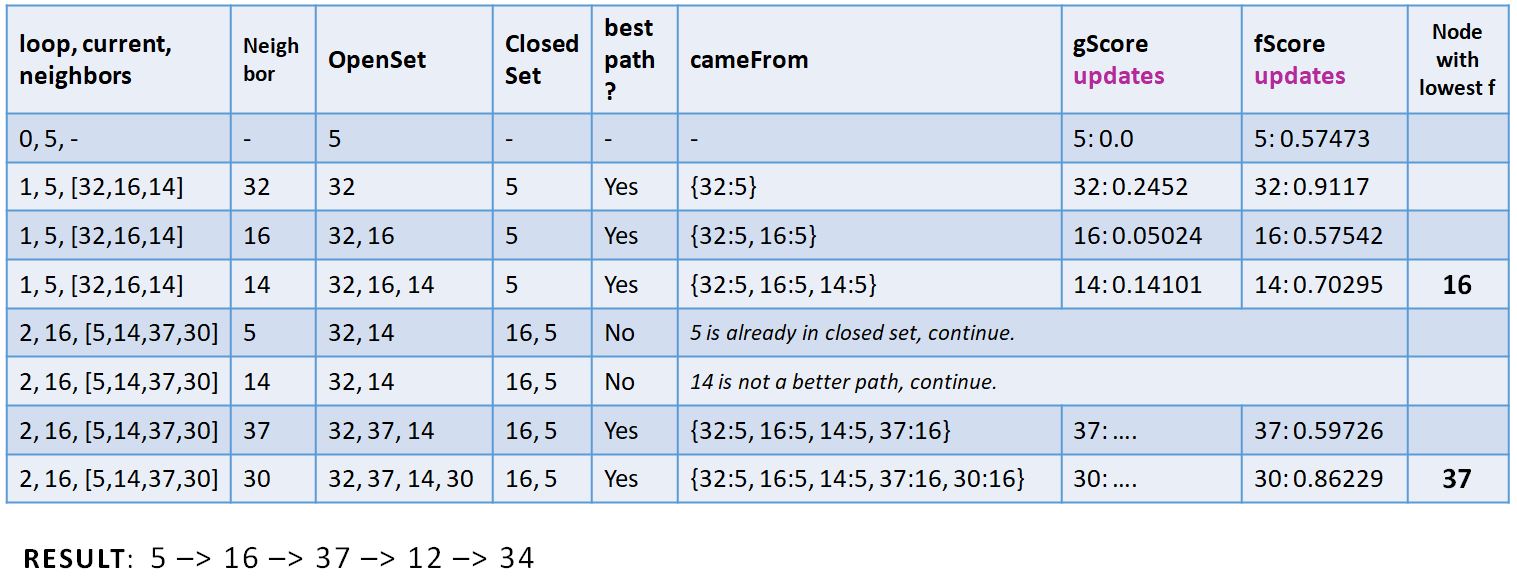 loop, current, neighbors Neigh bor OpenSet Closed Set best path ? cameFrom gScore updates fScore updates Node with lowest f
0, 5, - - 5 - - - 5: 0.0 5: 0.57473
1, 5, [32,16,14] 32 32 5 Yes {32:5} 32: 0.2452 32: 0.9117
1, 5, [32,16,14] 16 32, 16 5 Yes {32:5, 16:5} 16: 0.05024 16: 0.57542
1, 5, [32,16,14] 14 32, 16, 14 5 Yes {32:5, 16:5, 14:5} 14: 0.14101 14: 0.70295 16
2, 16, [5,14,37,30] 5 32, 14 16, 5 No 5 is already in closed set, continue.
2, 16, [5,14,37,30] 14 32, 14 16, 5 No 14 is not a better path, continue.
2, 16, [5,14,37,30] 37 32, 37, 14 16, 5 Yes {32:5, 16:5, 14:5, 37:16} 37: .... 37: 0.59726
2, 16, [5,14,37,30] 30 32, 37, 14, 30 16, 5 Yes {32:5, 16:5, 14:5, 37:16, 30:16} 30: .... 30: 0.86229 37
RESULT: 5 –> 16 –> 37 –> 12 –> 34